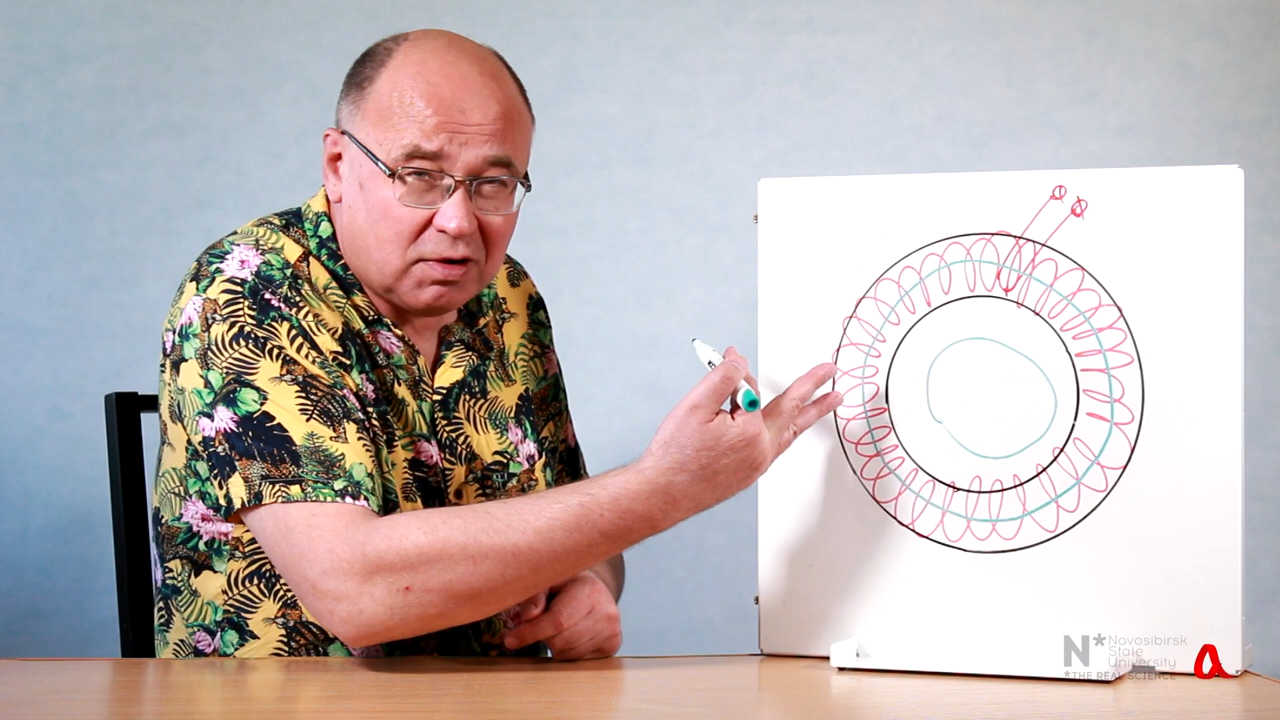 N*
Novosibirsk
State
University
*THE REAL SCIENCE
a